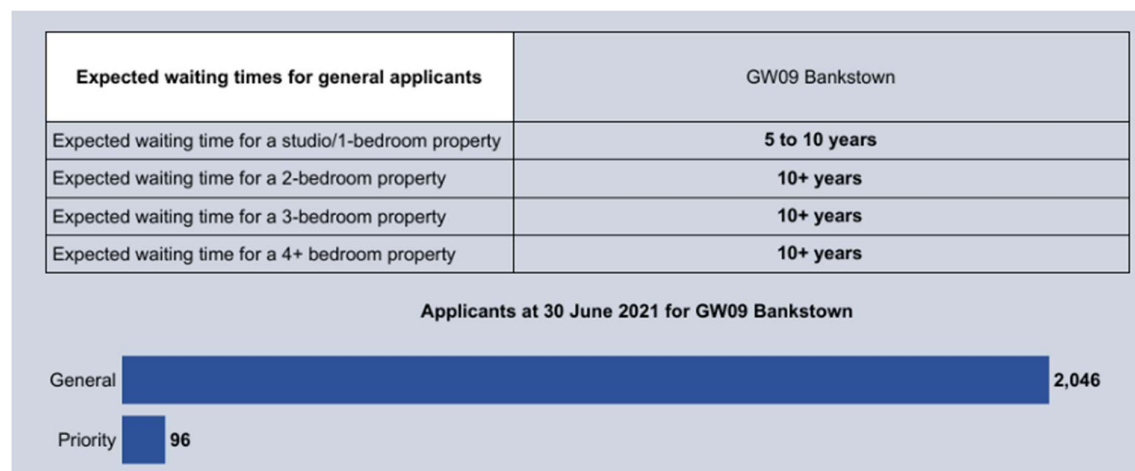 Expected waiting times for general applicants GW09 Bankstown
Expected waiting time for a studio/1-bedroom property 5 to 10 years
Expected waiting time for a 2-bedroom property 10+ years
Expected waiting time for a 3-bedroom property 10+ years
Expected waiting time for a 4+ bedroom property 10+ years
Applicants at 30 June 2021 for GW09 Bankstown
General 2,046
Priority 96